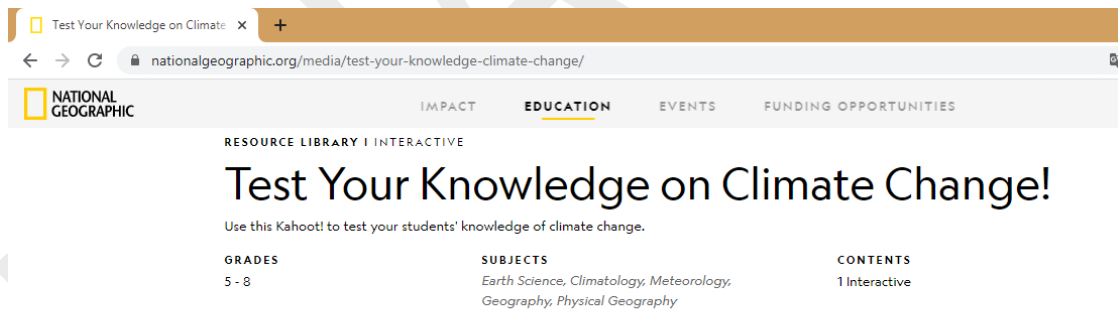 Test Your Knowledge on Climate
nationalgeographic.org/media/test-your-knowledge-climate-change/
NATIONAL
GEOGRAPHIC
IMPACT EDUCATION EVENTS FUNDING OPPORTUNITIES
RESOURCE LIBRARY I INTERACTIVE
Test Your Knowledge on Climate Change!
Use this Kahoot! to test your students' knowledge of climate change.
GRADES SUBJECTS CONTENTS
5 - 8 Earth Science, Climatology, Meteorology, 1 Interactive
Geography, Physical Geography